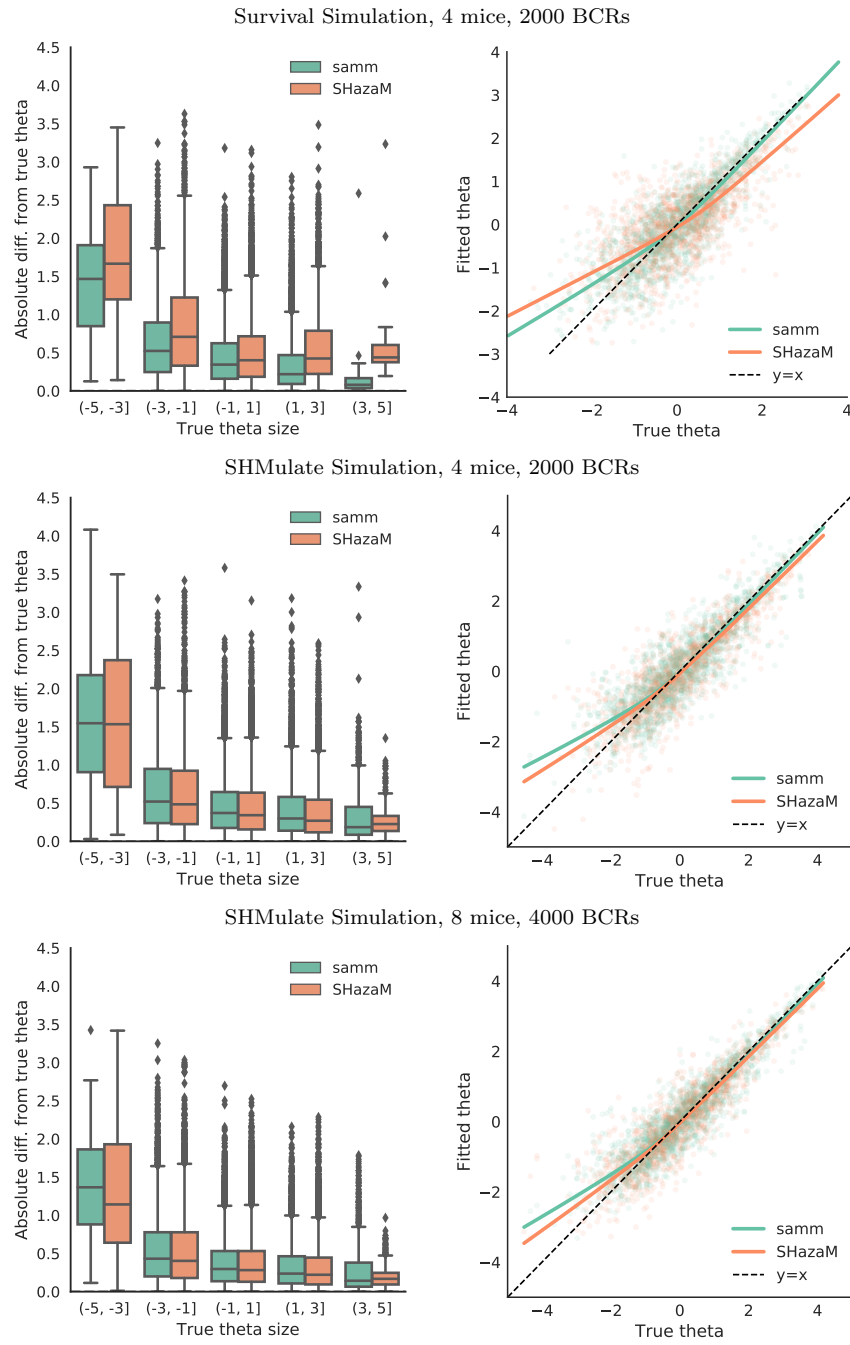 Survival Simulation, 4 mice, 2000 BCRs
4.5
4.0
3.5
3.0
2.5
2.0
1.5
1.0
0.5
0.0
Absolute diff. from true theta
samm
SHazaM
(-5, -3] (-3, -1] (-1, 1] (1, 3] (3, 5]
True theta size
4
3
2
1
0
−1
−2
−3
−4
Fitted theta
samm
SHazaM
y=x
−4 −2 0 2 4
True theta
SHMulate Simulation, 4 mice, 2000 BCRs
4.5
4.0
3.5
3.0
2.5
2.0
1.5
1.0
0.5
0.0
Absolute diff. from true theta
samm
SHazaM
(-5, -3] (-3, -1] (-1, 1] (1, 3] (3, 5]
True theta size
4
2
0
−2
−4
Fitted theta
samm
SHazaM
y=x
−4 −2 0 2 4
True theta
SHMulate Simulation, 8 mice, 4000 BCRs
4.5
4.0
3.5
3.0
2.5
2.0
1.5
1.0
0.5
0.0
Absolute diff. from true theta
samm
SHazaM
(-5, -3] (-3, -1] (-1, 1] (1, 3] (3, 5]
True theta size
4
2
0
−2
−4
Fitted theta
samm
SHazaM
y=x
−4 −2 0 2 4
True theta